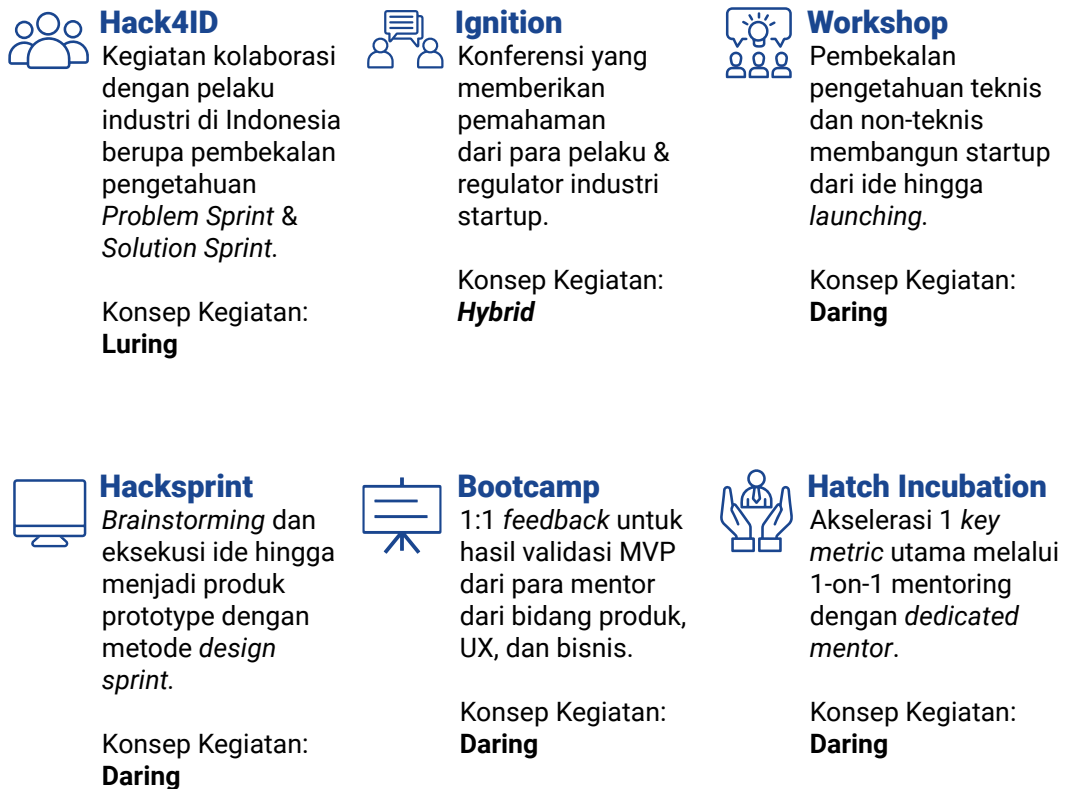 Hack4ID
Kegiatan kolaborasi
dengan pelaku
industri di Indonesia
berupa pembekalan
pengetahuan
Problem Sprint &
Solution Sprint.
Konsep Kegiatan:
Luring
Ignition
Konferensi yang
memberikan
pemahaman
dari para pelaku &
regulator industri
startup.
Konsep Kegiatan:
Hybrid
Workshop
Pembekalan
pengetahuan teknis
dan non-teknis
membangun startup
dari ide hingga
launching.
Konsep Kegiatan:
Daring
Hacksprint
Brainstorming dan
eksekusi ide hingga
menjadi produk
prototype dengan
metode design
sprint.
Konsep Kegiatan:
Daring
Bootcamp
1:1 feedback untuk
hasil validasi MVP
dari para mentor
dari bidang produk,
UX, dan bisnis.
Konsep Kegiatan:
Daring
Hatch Incubation
Akselerasi 1 key
metric utama melalui
1-on-1 mentoring
dengan dedicated
mentor.
Konsep Kegiatan:
Daring